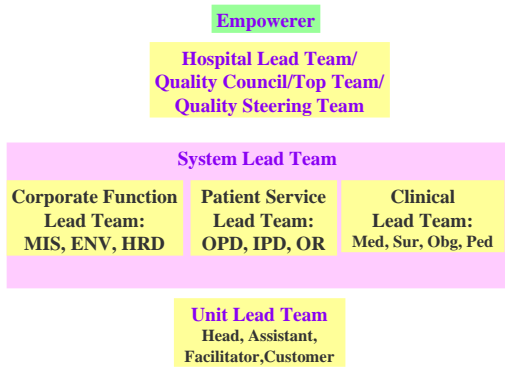 Empowerer
Hospital Lead Team/
Quality Council/Top Team/
Quality Steering Team
System Lead Team
Corporate Function
Lead Team:
MIS, ENV, HRD
Patient Service
Lead Team:
OPD, IPD, OR
Clinical
Lead Team:
Med, Sur, Obg, Ped
Unit Lead Team
Head, Assistant,
Facilitator,Customer